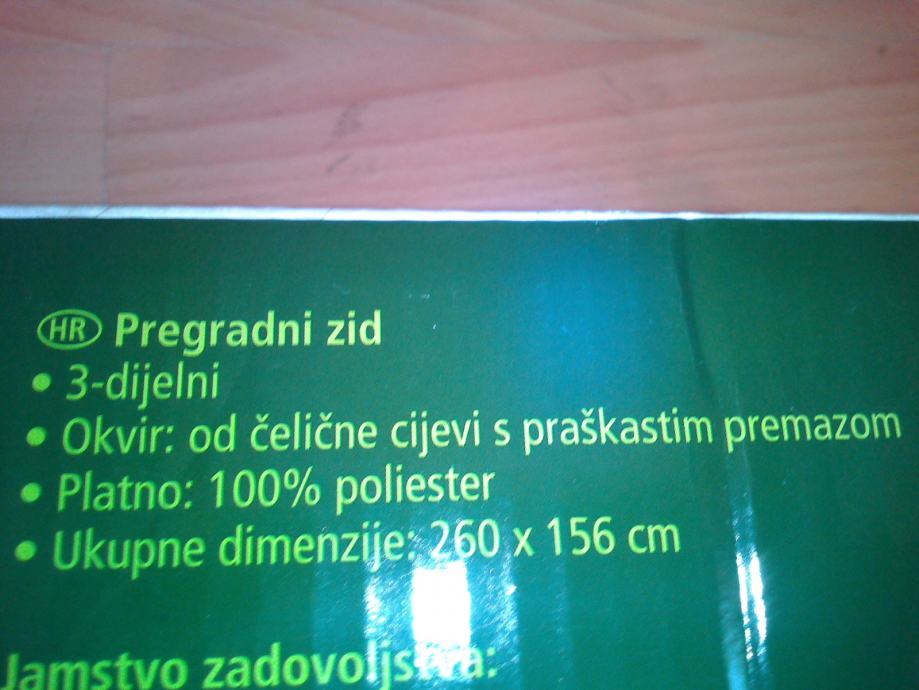 HR Pregradni zid
• 3-dijelni
• Okvir: od čelične cijevi s praškastim premazom
• Platno: 100% poliester
• Ukupne dimenzije: 260 x 156 cm
Jamstvo zadovoljstva: